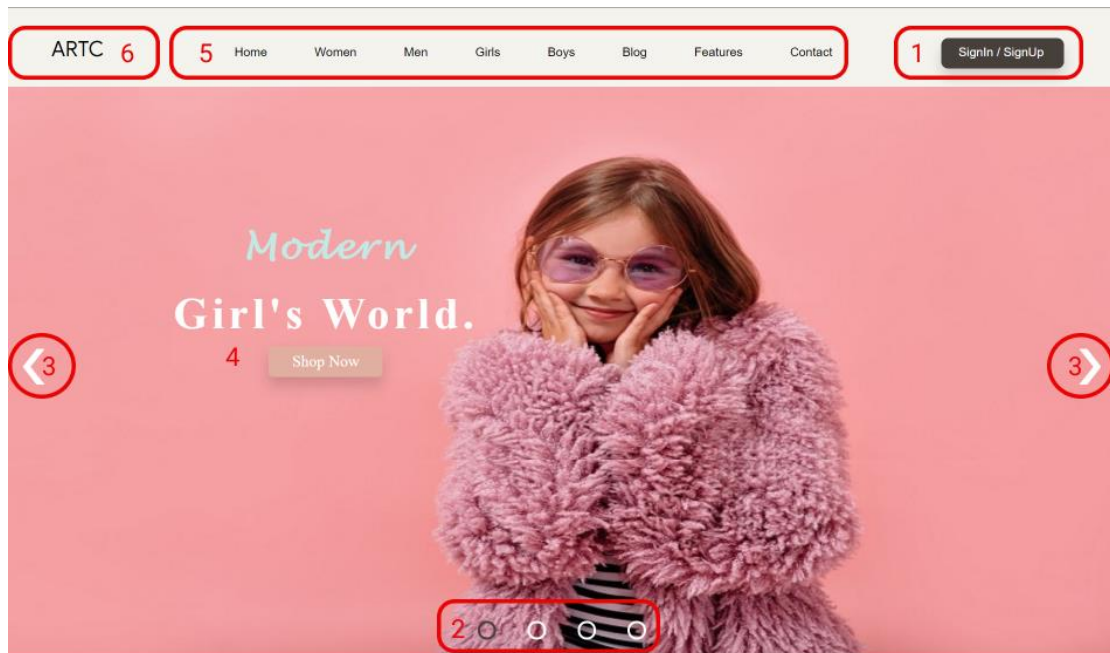 ARTC 6 5 Home Women Men Girls Boys Blog Features Contact 1 SignIn / SignUp
Modern
Girl's World.
4 Shop Now
3 3
2